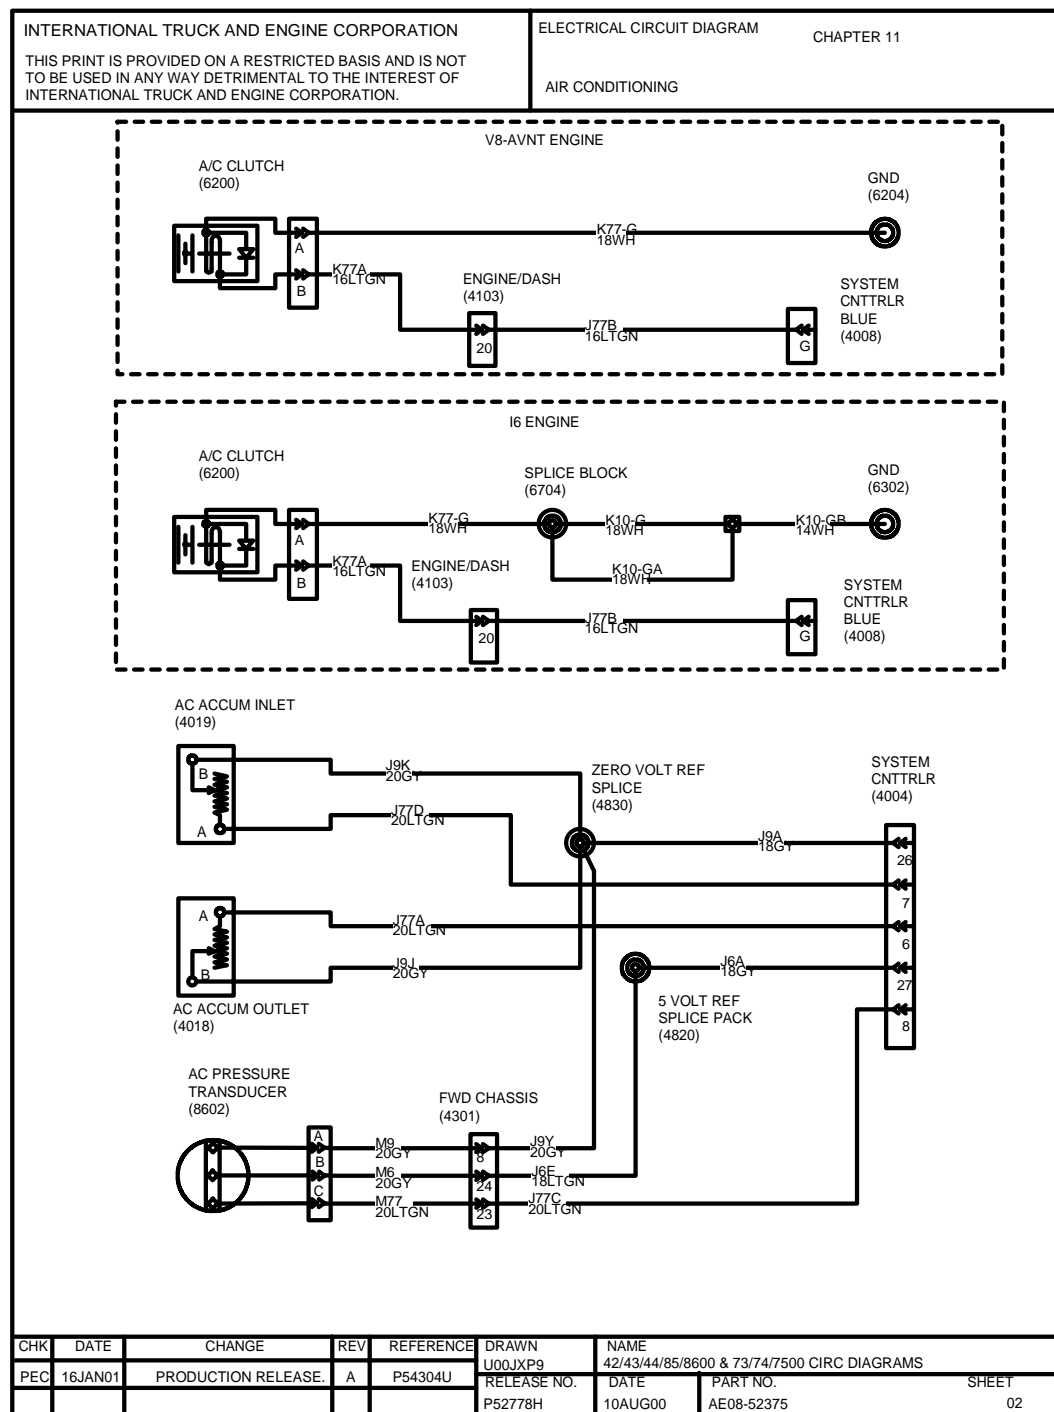 INTERNATIONAL TRUCK AND ENGINE CORPORATION
THIS PRINT IS PROVIDED ON A RESTRICTED BASIS AND IS NOT
TO BE USED IN ANY WAY DETRIMENTAL TO THE INTEREST OF
INTERNATIONAL TRUCK AND ENGINE CORPORATION.
ELECTRICAL CIRCUIT DIAGRAM
CHAPTER 11
AIR CONDITIONING
V8-AVNT ENGINE
A/C CLUTCH
(6200)
GND
(6204)
A
B
K77-G
18WH
K77A
16LTGN
ENGINE/DASH
(4103)
20
J77B
16LTGN
SYSTEM
CNTTRLR
BLUE
(4008)
G
I6 ENGINE
A/C CLUTCH
(6200)
SPLICE BLOCK
(6704)
GND
(6302)
A
B
K77-G
18WH
K10-G
18WH
K10-GB
14WH
K77A
16LTGN
ENGINE/DASH
(4103)
K10-GA
18WH
20
J77B
16LTGN
SYSTEM
CNTTRLR
BLUE
(4008)
G
AC ACCUM INLET
(4019)
B
A
J9K
20GY
J77D
20LTGN
ZERO VOLT REF
SPLICE
(4830)
SYSTEM
CNTTRLR
(4004)
J9A
18GY
26
7
6
27
8
A
B
J77A
20LTGN
J9J
20GY
J6A
18GY
AC ACCUM OUTLET
(4018)
5 VOLT REF
SPLICE PACK
(4820)
AC PRESSURE
TRANSDUCER
(8602)
FWD CHASSIS
(4301)
A
B
C
M9
20GY
M6
20GY
M77
20LTGN
8
24
23
J9Y
20GY
J6E
18LTGN
J77C
20LTGN
CHK DATE CHANGE REV REFERENCE
PEC 16JAN01 PRODUCTION RELEASE. A P54304U
DRAWN
U00JXP9
NAME
42/43/44/85/8600 & 73/74/7500 CIRC DIAGRAMS
RELEASE NO. DATE PART NO. SHEET
P52778H 10AUG00 AE08-52375 02